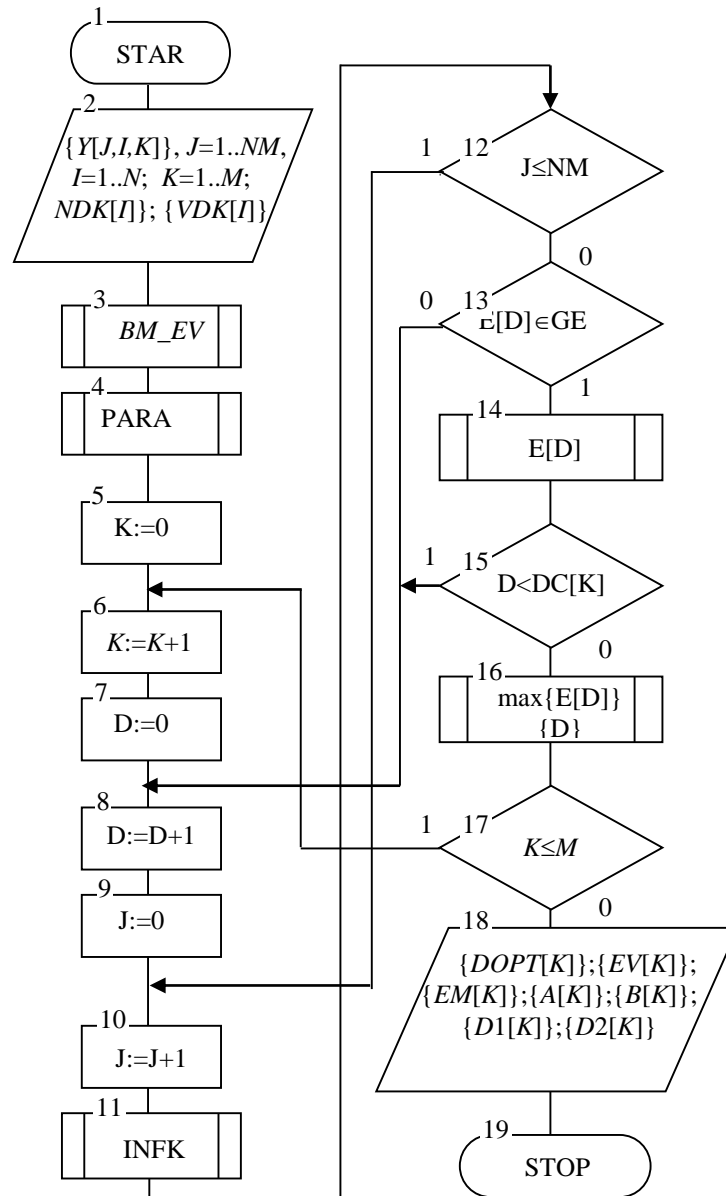 1
STAR
2
{Y[J,I,K]}, J=1..NM,
I=1..N; K=1..M;
NDK[I]}; {VDK[I]}
3
BM_EV
4
PARA
5
K:=0
6
K:=K+1
7
D:=0
8
D:=D+1
9
J:=0
10
J:=J+1
11
INFK
1
12
J≤NM
0
0
13
E[D]∈GE
1
14
E[D]
1
15
D<DC[K]
0
16
max{E[D]}
{D}
1
17
K≤M
0
18
{DOPT[K]};{EV[K]};
{EM[K]};{A[K]};{B[K]};
{D1[K]};{D2[K]}
19
STOP